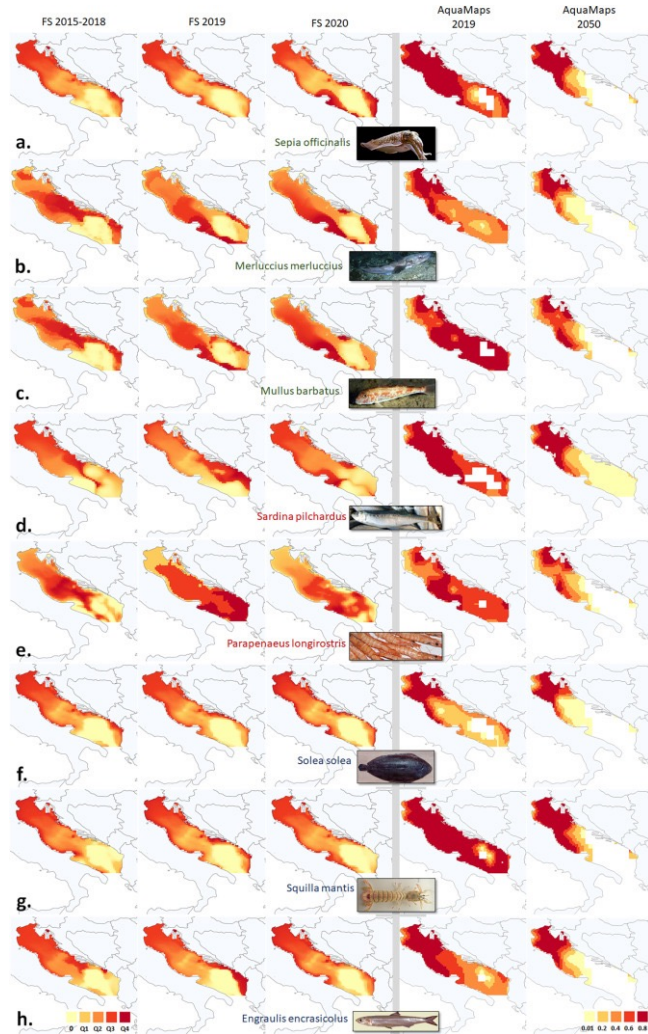 FS 2015-2018
FS 2019
FS 2020
AquaMaps
2019
AquaMaps
2050
a.
Sepia officinalis
b.
Merluccius merluccius
c.
Mullus barbatus
d.
Sardina pilchardus
e.
Parapenaeus longirostris
f.
Solea solea
g.
Squilla mantis
h.
0 Q1 Q2 Q3 Q4
Engraulis encrasicolus
0.01 0.2 0.4 0.6 0.8